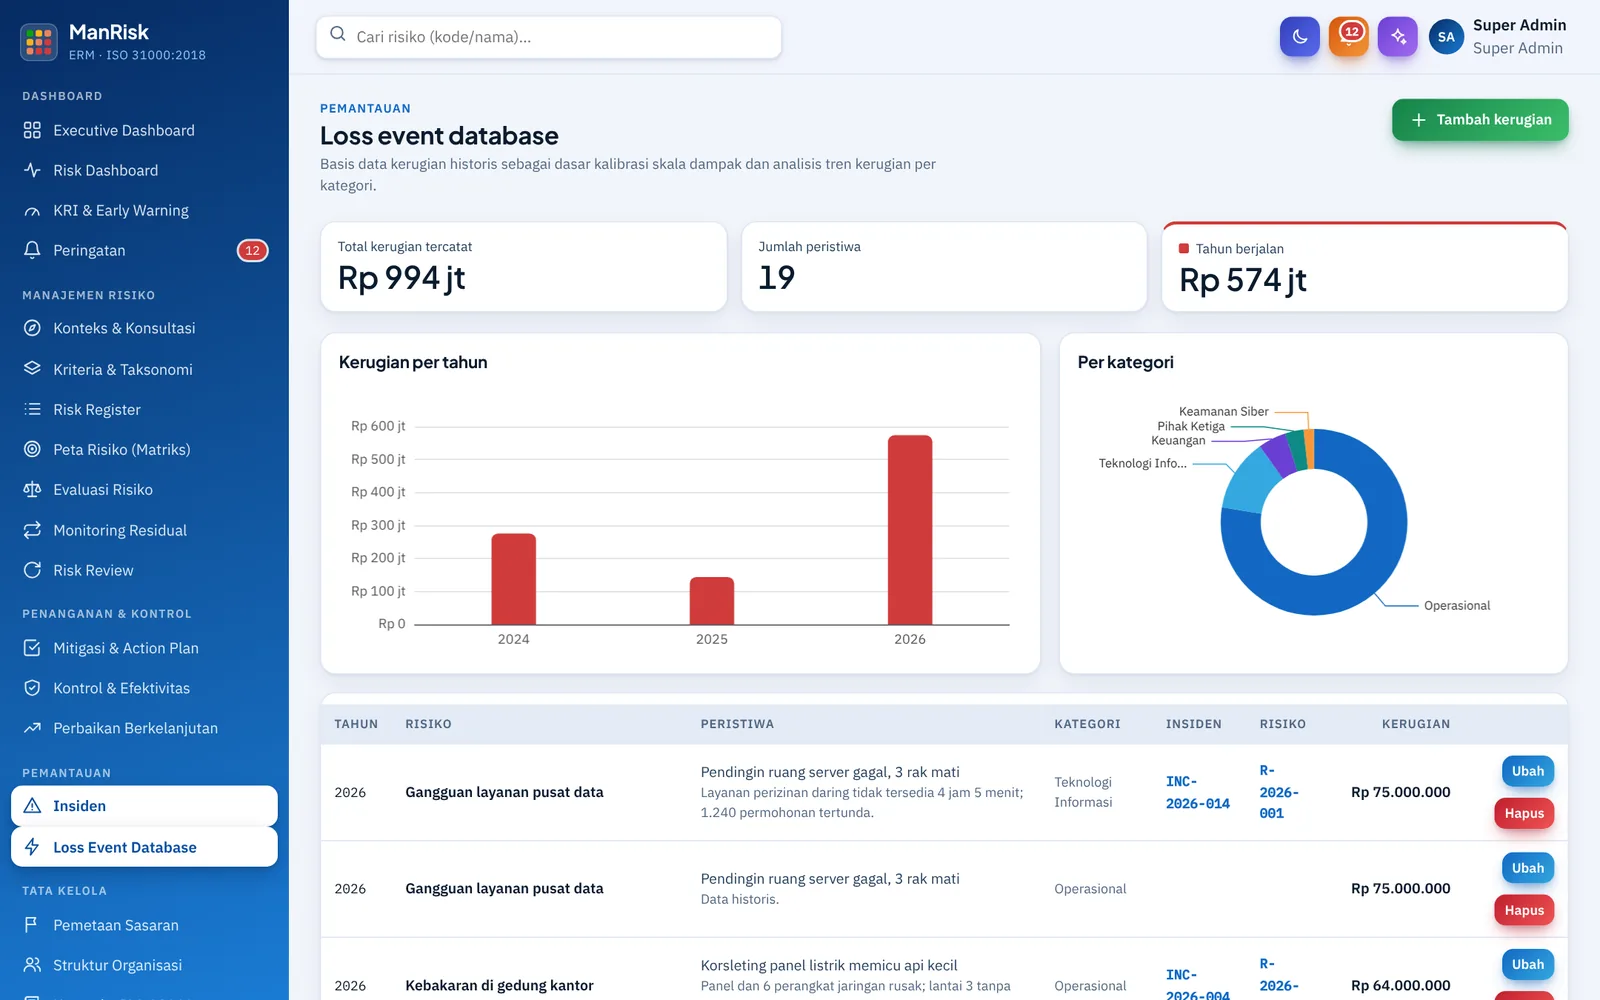 ManRisk
ERM · ISO 31000:2018
DASHBOARD
Executive Dashboard
Risk Dashboard
KRI & Early Warning
Peringatan
12
MANAJEMEN RISIKO
Konteks & Konsultasi
Kriteria & Taksonomi
Risk Register
Peta Risiko (Matriks)
Evaluasi Risiko
Monitoring Residual
Risk Review
PENANGANAN & KONTROL
Mitigasi & Action Plan
Kontrol & Efektivitas
Perbaikan Berkelanjutan
PEMANTAUAN
Insiden
Loss Event Database
TATA KELOLA
Pemetaan Sasaran
Struktur Organisasi
Cari risiko (kode/nama)...
12
SA
Super Admin
Super Admin
PEMANTAUAN
Loss event database
Basis data kerugian historis sebagai dasar kalibrasi skala dampak dan analisis tren kerugian per
kategori.
Tambah kerugian
Total kerugian tercatat
Rp 994 jt
Jumlah peristiwa
19
Tahun berjalan
Rp 574 jt
Kerugian per tahun
Rp 600 jt
Rp 500 jt
Rp 400 jt
Rp 300 jt
Rp 200 jt
Rp 100 jt
Rp 0
2024
2025
2026
Per kategori
Keamanan Siber
Pihak Ketiga
Keuangan
Teknologi Info...
Operasional
TAHUN RISIKO PERISTIWA KATEGORI INSIDEN RISIKO KERUGIAN
2026
Gangguan layanan pusat data
Pendingin ruang server gagal, 3 rak mati
Layanan perizinan daring tidak tersedia 4 jam 5 menit;
1.240 permohonan tertunda.
Teknologi
Informasi
INC-
2026-014
R-
2026-
001
Rp 75.000.000
Ubah
Hapus
2026
Gangguan layanan pusat data
Pendingin ruang server gagal, 3 rak mati
Data historis.
Operasional
Rp 75.000.000
Ubah
Hapus
2026
Kebakaran di gedung kantor
Korsleting panel listrik memicu api kecil
Panel dan 6 perangkat jaringan rusak; lantai 3 tanpa
Operasional
INC-
2026-004
R-
2026-
Rp 64.000.000
Ubah